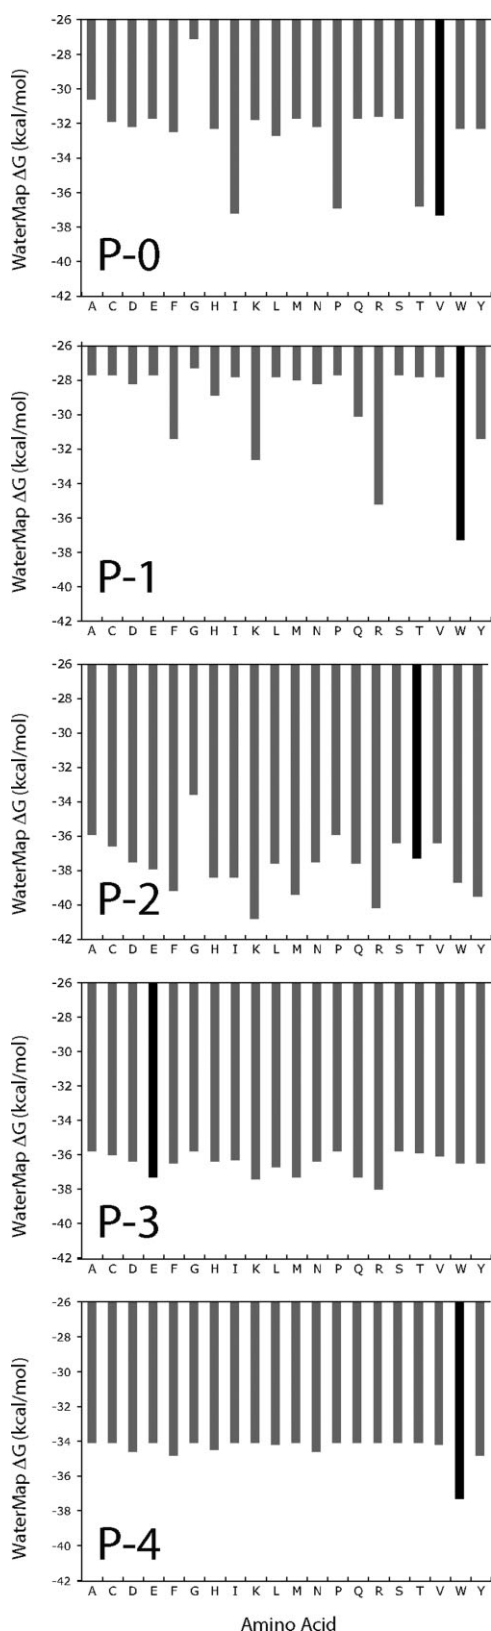 WaterMap ΔG (kcal/mol)
-26
-28
-30
-32
-34
-36
-38
-40
-42
P-0
A C D E F G H I K L M N P Q R S T V W Y
WaterMap ΔG (kcal/mol)
-26
-28
-30
-32
-34
-36
-38
-40
-42
P-1
A C D E F G H I K L M N P Q R S T V W Y
WaterMap ΔG (kcal/mol)
-26
-28
-30
-32
-34
-36
-38
-40
-42
P-2
A C D E F G H I K L M N P Q R S T V W Y
WaterMap ΔG (kcal/mol)
-26
-28
-30
-32
-34
-36
-38
-40
-42
P-3
A C D E F G H I K L M N P Q R S T V W Y
WaterMap ΔG (kcal/mol)
-26
-28
-30
-32
-34
-36
-38
-40
-42
P-4
A C D E F G H I K L M N P Q R S T V W Y
Amino Acid